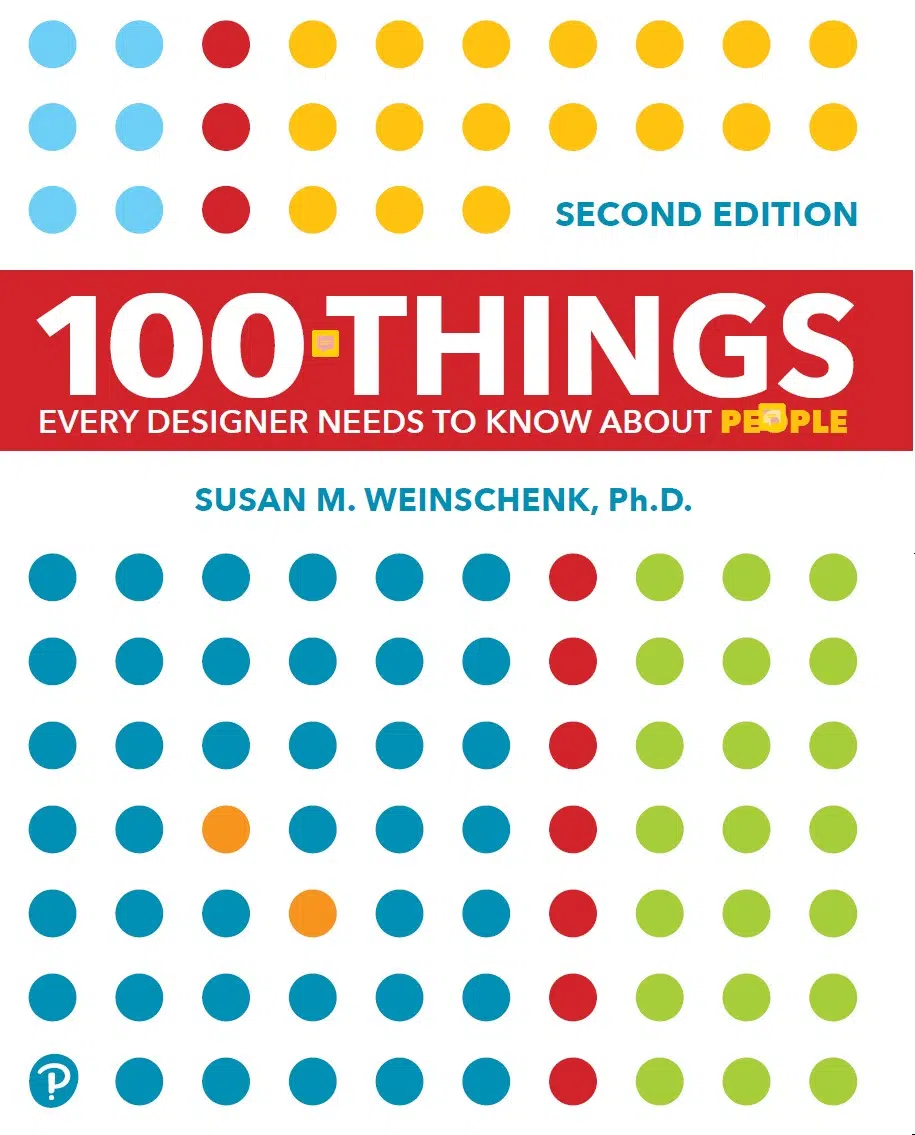 SECOND EDITION
100 THINGS
EVERY DESIGNER NEEDS TO KNOW ABOUT PEOPLE
SUSAN M. WEINSCHENK, Ph.D.
P